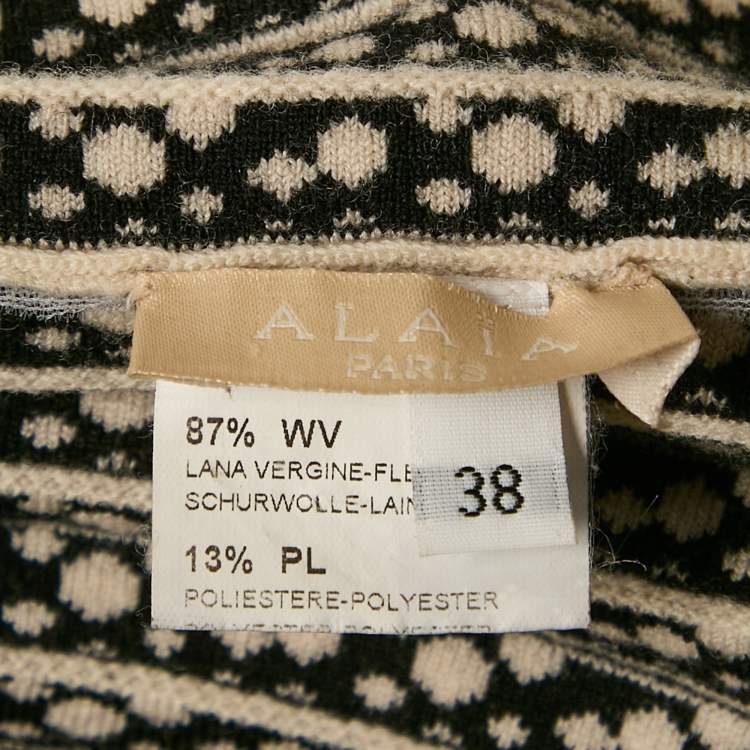 ALAÏA
PARIS
87% WV
LANA VERGINE-FLE
SCHURWOLLE-LAIN
38
13% PL
POLIESTERE-POLYESTER